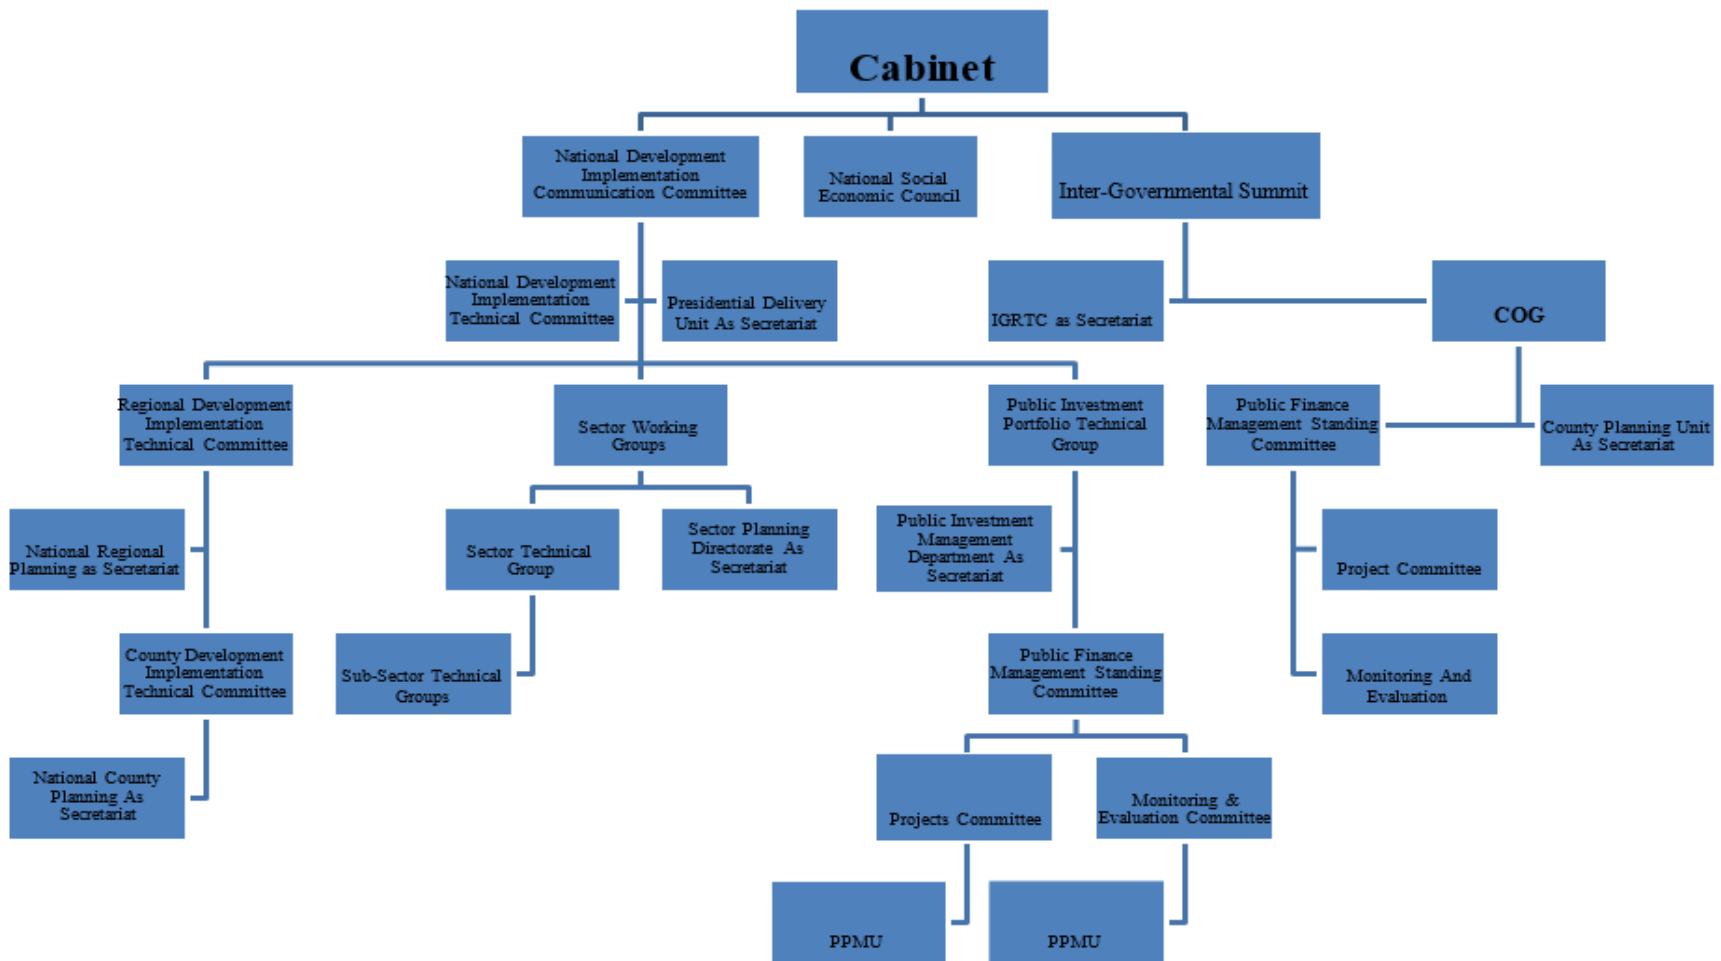 Cabinet
National Development
Implementation
Communication Committee
National Social
Economic Council
Inter-Governmental Summit
National Development
Implementation
Technical Committee
Presidential Delivery
Unit As Secretariat
IGRTC as Secretariat
COG
Regional Development
Implementation
Technical Committee
Sector Working
Groups
Public Investment
Portfolio Technical
Group
Public Finance
Management Standing
Committee
County Planning Unit
As Secretariat
National Regional
Planning as Secretariat
Sector Technical
Group
Sector Planning
Directorate As
Secretariat
Public Investment
Management
Department As
Secretariat
Project Committee
County Development
Implementation
Technical Committee
Sub-Sector Technical
Groups
Public Finance
Management Standing
Committee
Monitoring And
Evaluation
National County
Planning As
Secretariat
Projects Committee
Monitoring &
Evaluation Committee
PPMU
PPMU